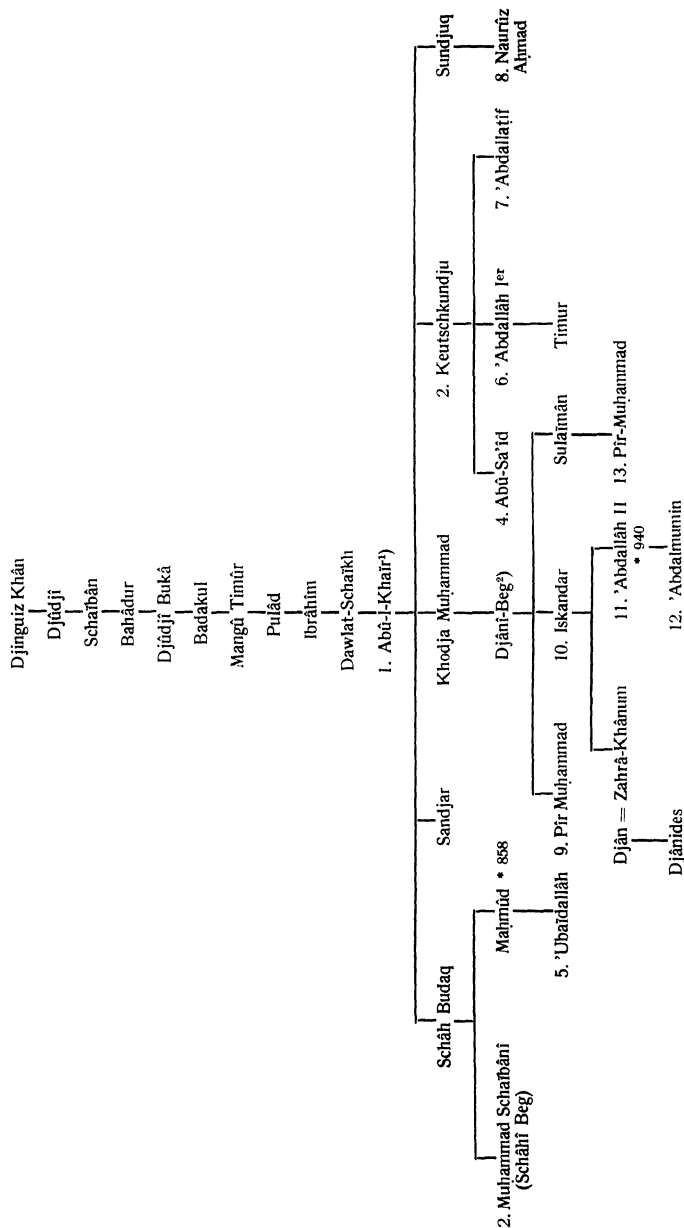 Djinguiz Khân
Djûdjî
Schaïbân
Bahâdur
Djûdjî Bukâ
Badakul
Mangû Timûr
Pulâd
Ibrâhîm
Dawlat-Schaïkh
1. Abû-l-Khaïr¹)
Schâh Budaq
Sandjar
Khodja Muḥammad
2. Keutschkundju
Sundjuq
2. Muḥammad Schaïbânî
(Schâhî Beg)
Maḥmûd * 858
Djânî-Beg²)
4. Abû-Sa'îd
6. 'Abdallâh Iᵉʳ
7. 'Abdallaṭîf
8. Naurûz
Aḥmad
5. 'Ubaïdallâh
9. Pîr Muḥammad
10. Iskandar
Sulaïmân
Timur
Djân = Zahrâ-Khânum
11. 'Abdallâh II
* 940
13. Pîr-Muḥammad
Djânides
12. 'Abdalmumin